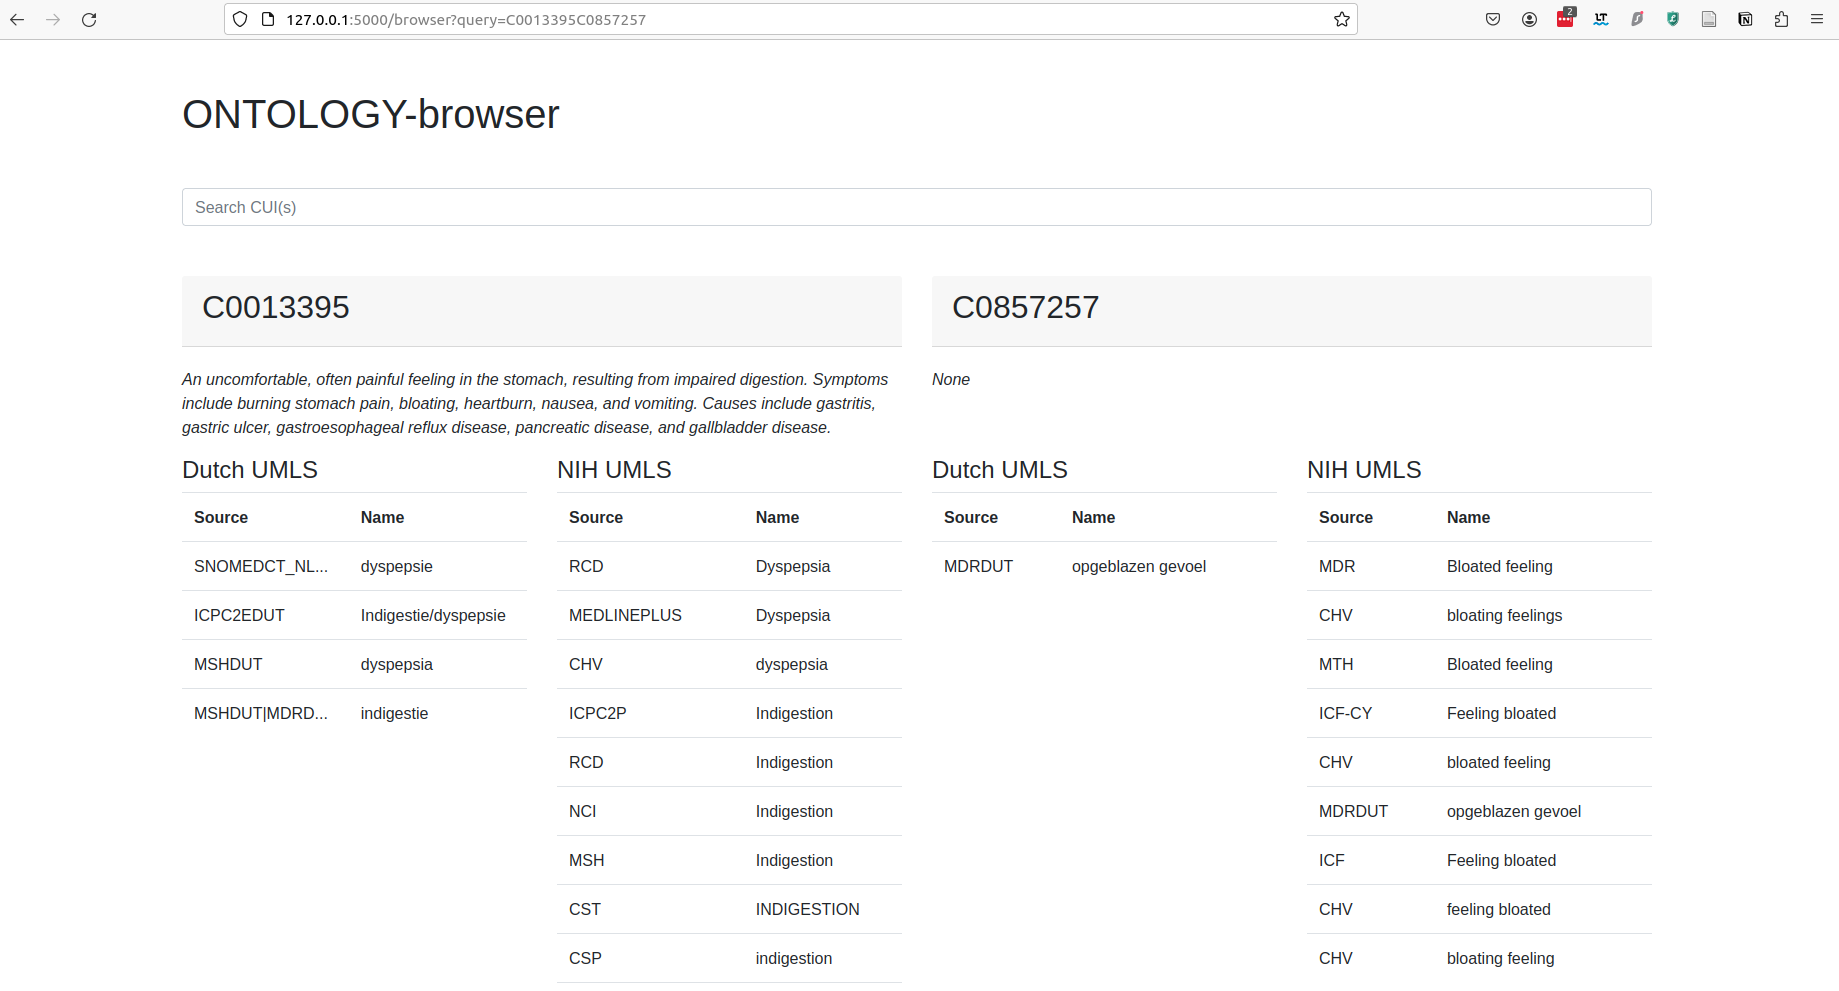 127.0.0.1:5000/browser?query=C0013395C0857257
2
ONTOLOGY-browser
Search CUI(s)
C0013395
An uncomfortable, often painful feeling in the stomach, resulting from impaired digestion. Symptoms
include burning stomach pain, bloating, heartburn, nausea, and vomiting. Causes include gastritis,
gastric ulcer, gastroesophageal reflux disease, pancreatic disease, and gallbladder disease.
Dutch UMLS
Source Name
SNOMEDCT_NL... dyspepsie
ICPC2EDUT Indigestie/dyspepsie
MSHDUT dyspepsia
MSHDUT|MDRD... indigestie
NIH UMLS
Source Name
RCD Dyspepsia
MEDLINEPLUS Dyspepsia
CHV dyspepsia
ICPC2P Indigestion
RCD Indigestion
NCI Indigestion
MSH Indigestion
CST INDIGESTION
CSP indigestion
C0857257
None
Dutch UMLS
Source Name
MDRDUT opgeblazen gevoel
NIH UMLS
Source Name
MDR Bloated feeling
CHV bloating feelings
MTH Bloated feeling
ICF-CY Feeling bloated
CHV bloated feeling
MDRDUT opgeblazen gevoel
ICF Feeling bloated
CHV feeling bloated
CHV bloating feeling